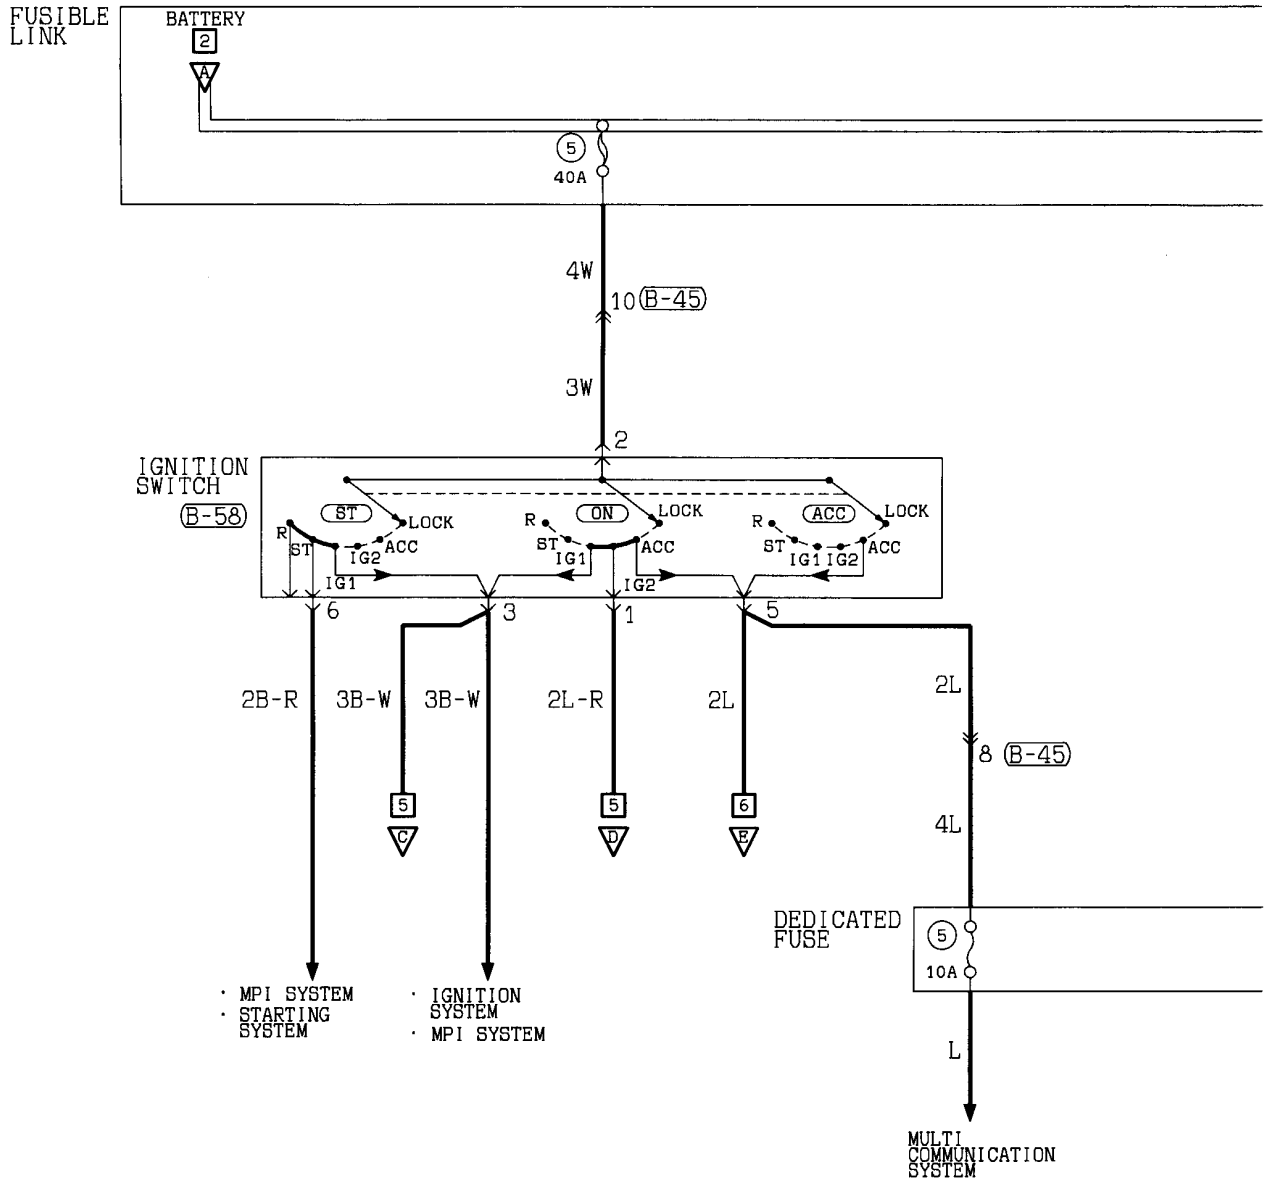 FUSIBLE
LINK
BATTERY
2
A
5
40A
4W
10 B-45
3W
2
IGNITION
SWITCH
B-58
ST
LOCK
R
ST
IG1
IG2
ACC
ON
LOCK
R
ST
IG1
IG2
ACC
ACC
LOCK
R
ST
IG1
IG2
ACC
6
3
1
5
2B-R
3B-W
3B-W
2L-R
2L
2L
8 B-45
5
5
6
C
D
E
4L
DEDICATED
FUSE
5
10A
· MPI SYSTEM
· STARTING
SYSTEM
· IGNITION
SYSTEM
· MPI SYSTEM
L
MULTI
COMMUNICATION
SYSTEM